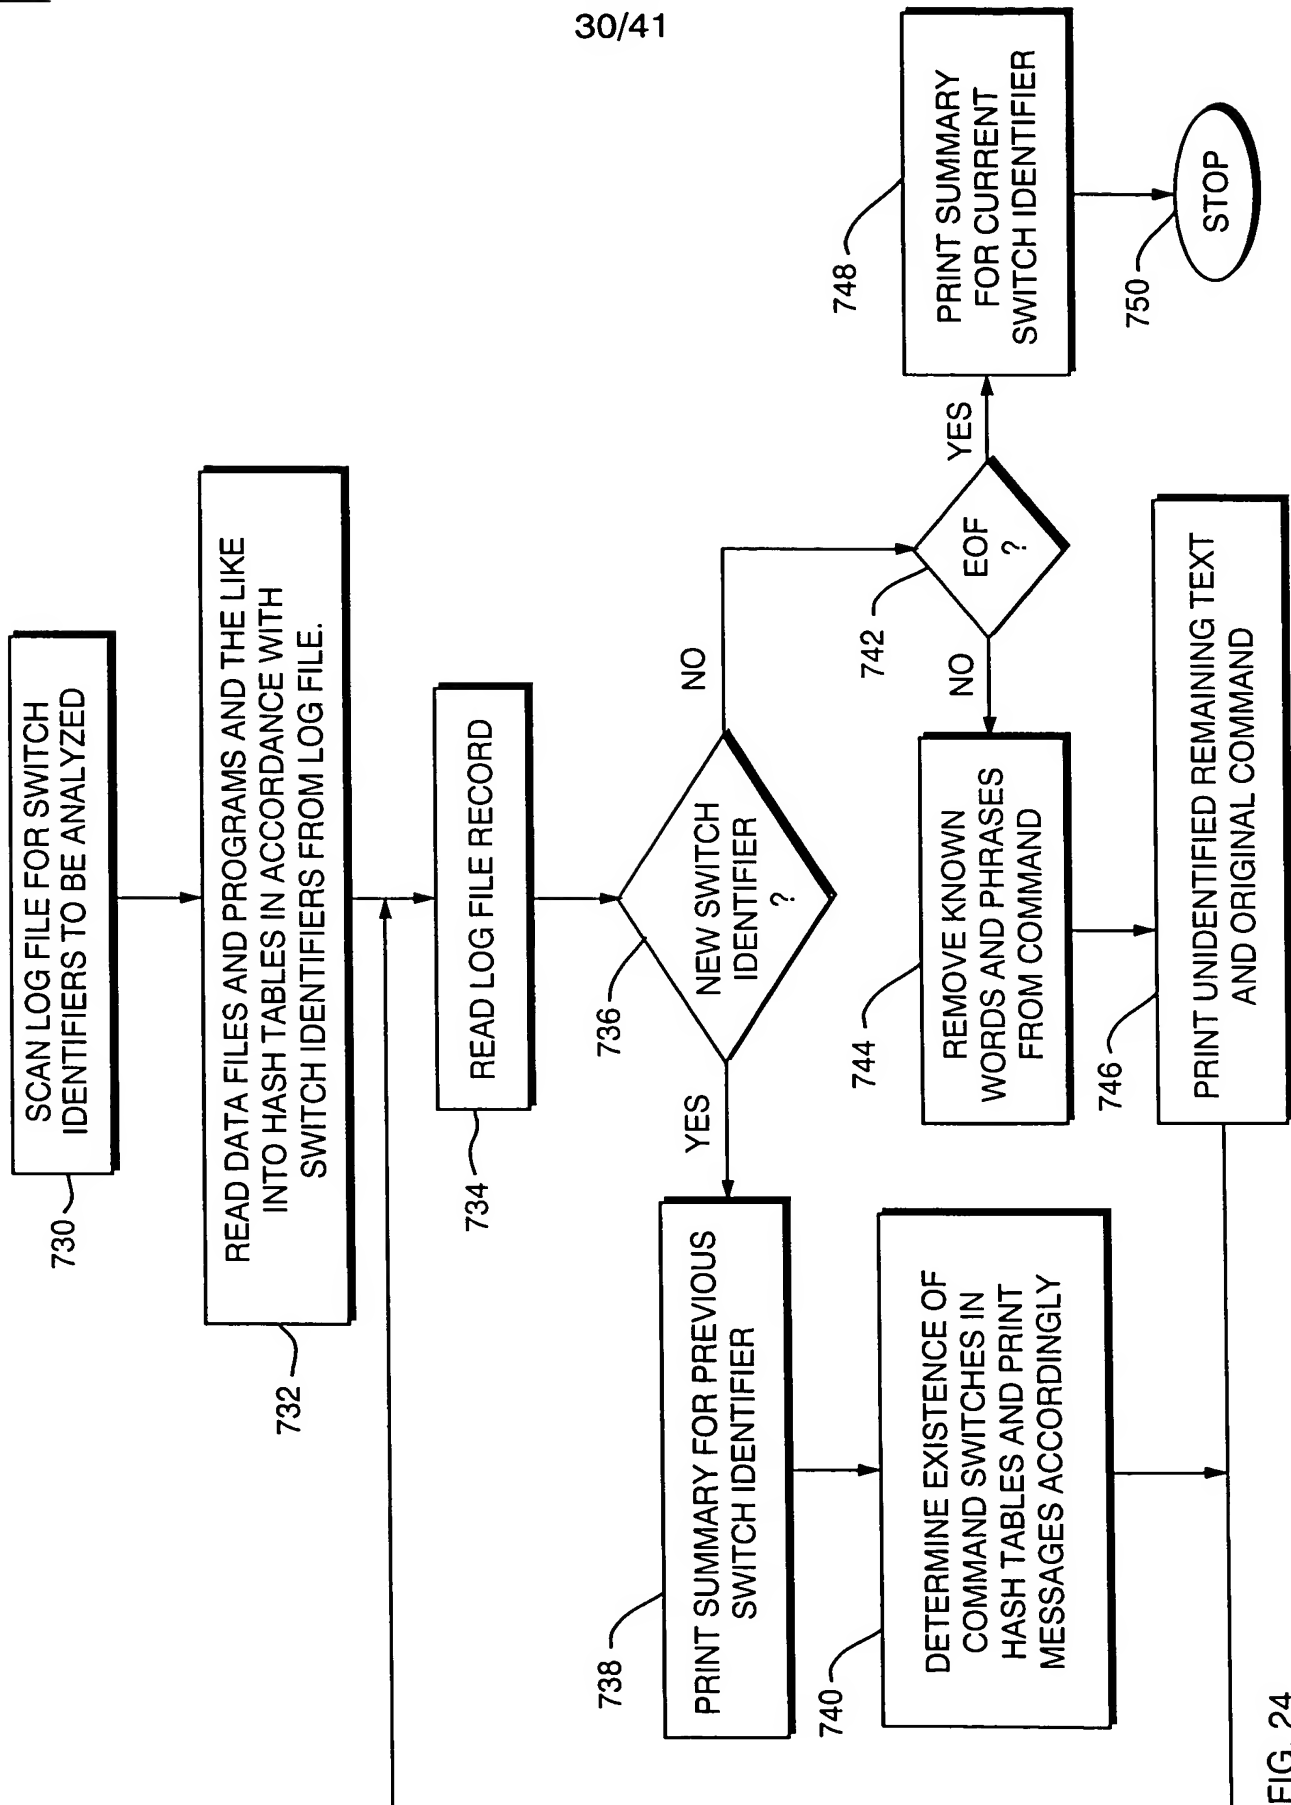 30/41
SCAN LOG FILE FOR SWITCH
IDENTIFIERS TO BE ANALYZED
730
READ DATA FILES AND PROGRAMS AND THE LIKE
INTO HASH TABLES IN ACCORDANCE WITH
SWITCH IDENTIFIERS FROM LOG FILE.
732
READ LOG FILE RECORD
734
NEW SWITCH
IDENTIFIER
?
736
YES
NO
PRINT SUMMARY FOR PREVIOUS
SWITCH IDENTIFIER
738
DETERMINE EXISTENCE OF
COMMAND SWITCHES IN
HASH TABLES AND PRINT
MESSAGES ACCORDINGLY
740
EOF
?
742
NO
YES
REMOVE KNOWN
WORDS AND PHRASES
FROM COMMAND
744
PRINT UNIDENTIFIED REMAINING TEXT
AND ORIGINAL COMMAND
746
PRINT SUMMARY
FOR CURRENT
SWITCH IDENTIFIER
748
STOP
750
FIG. 24